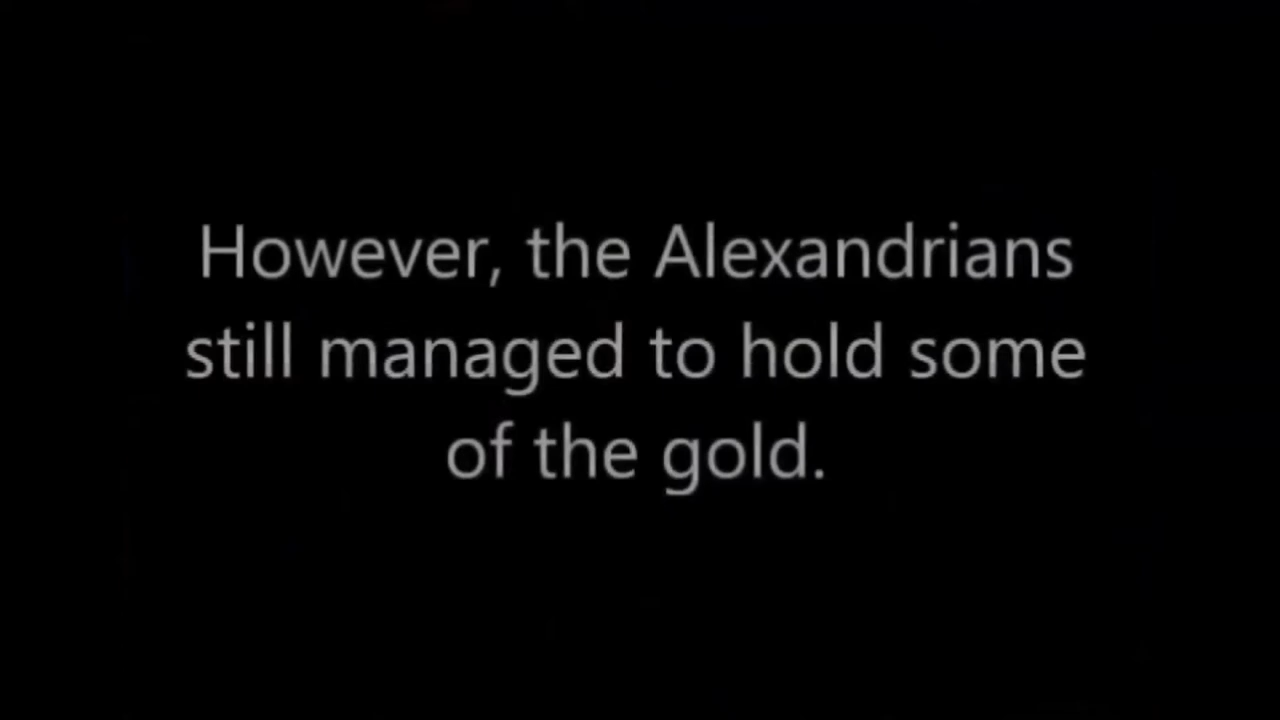 However, the Alexandrians
still managed to hold some
of the gold.